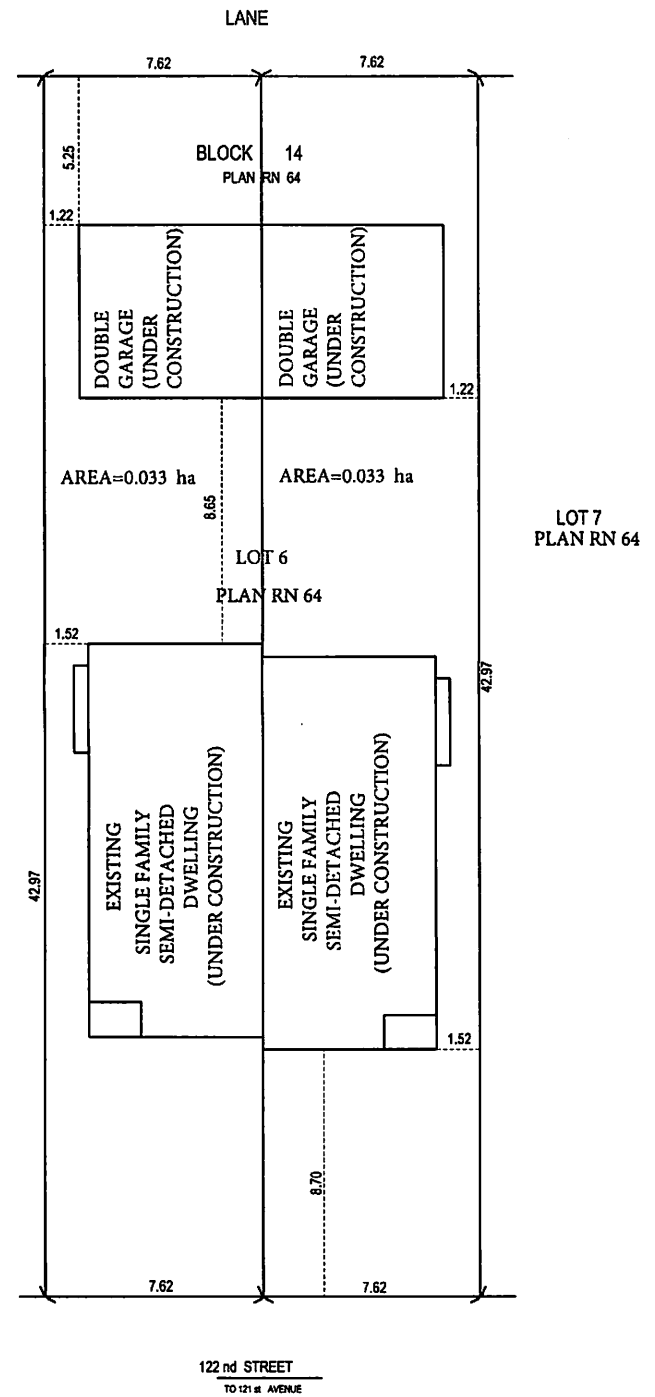 LANE
7.62
7.62
5.25
BLOCK 14
PLAN RN 64
1.22
DOUBLE
GARAGE
(UNDER
CONSTRUCTION)
DOUBLE
GARAGE
(UNDER
CONSTRUCTION)
1.22
AREA=0.033 ha
AREA=0.033 ha
8.65
LOT 7
PLAN RN 64
LOT 6
PLAN RN 64
1.52
42.97
EXISTING
SINGLE FAMILY
SEMI-DETACHED
DWELLING
(UNDER CONSTRUCTION)
EXISTING
SINGLE FAMILY
SEMI-DETACHED
DWELLING
(UNDER CONSTRUCTION)
42.97
1.52
8.70
7.62
7.62
122 nd STREET
TO 121 st AVENUE